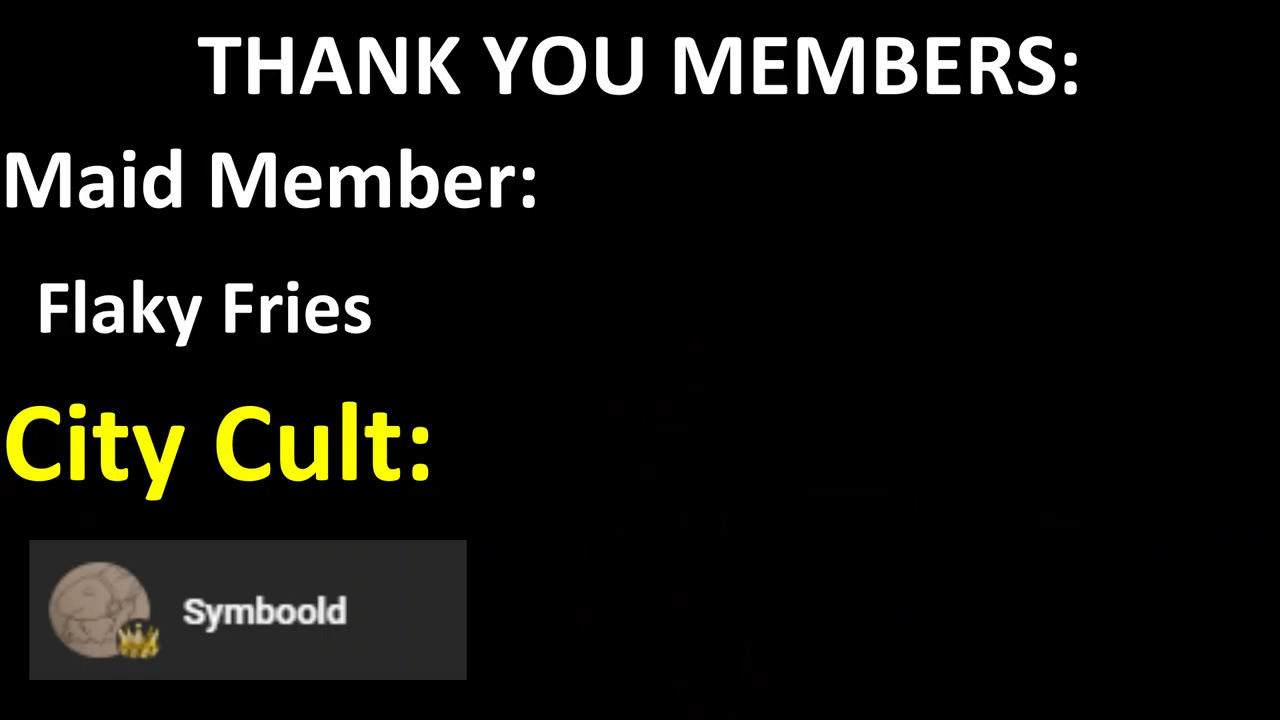 THANK YOU MEMBERS:
Maid Member:
Flaky Fries
City Cult:
Symboold